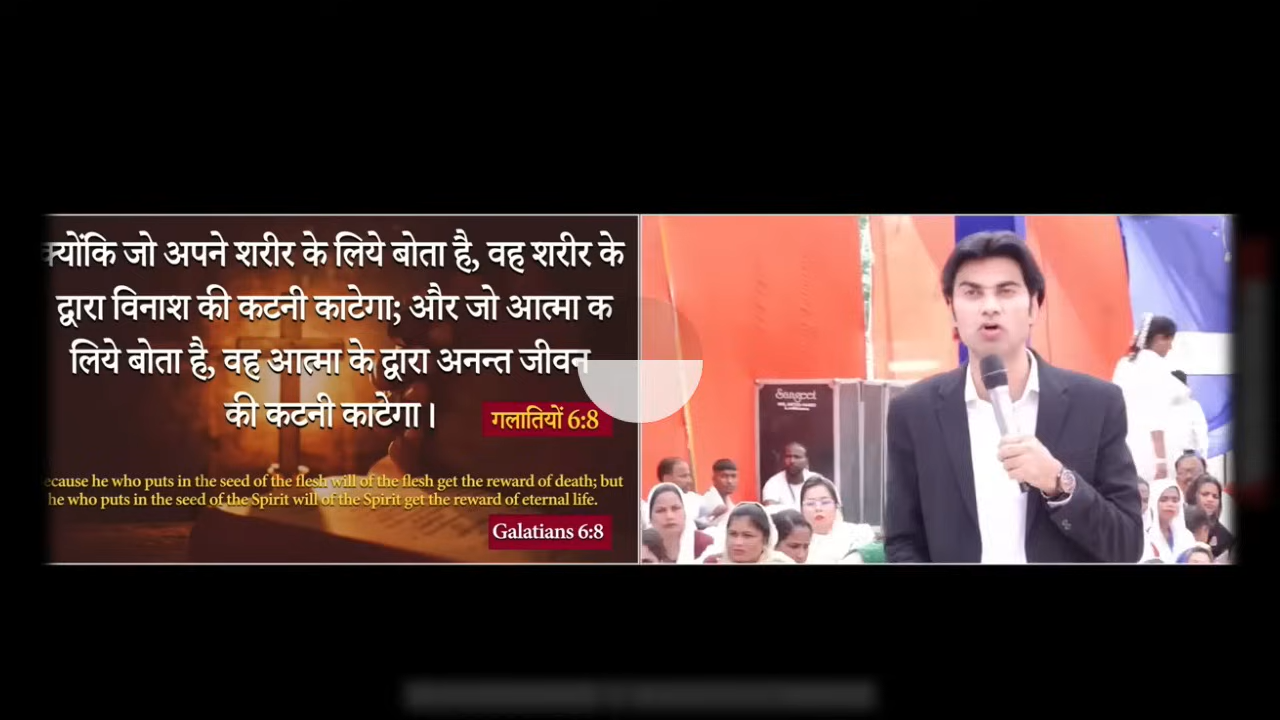 क्योंकि जो अपने शरीर के लिये बोता है, वह शरीर के
द्वारा विनाश की कटनी काटेगा; और जो आत्मा क
लिये बोता है, वह आत्मा के द्वारा अनन्त जीवन
की कटनी काटेगा।
गलातियों 6:8
ecause he who puts in the seed of the flesh will of the flesh get the reward of death; but
he who puts in the seed of the Spirit will of the Spirit get the reward of eternal life.
Galatians 6:8
Sangeet